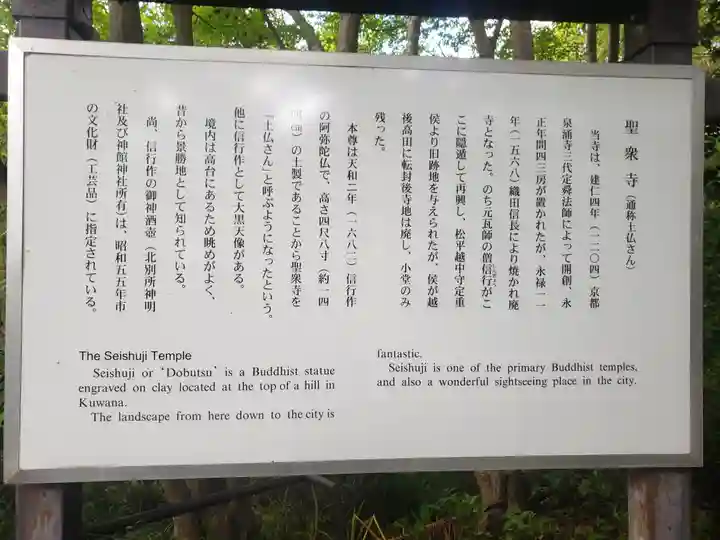 聖衆寺(通称土仏さん)
当寺は、建仁四年(一二〇四)京都
泉涌寺三代定舜法師によって開創、永
正年間四三房が置かれたが、永禄一一
年(一五六八)織田信長により焼かれ廃
寺となった。のち元瓦師の僧信行がこ
こに隠遁して再興し、松平越中守定重
侯より旧跡地を与えられたが、侯が越
後高田に転封後寺地は廃し、小堂のみ
残った。
本尊は天和二年(一六八二)信行作
の阿弥陀仏で、高さ四尺八寸(約一四
㎝)の土製であることから聖衆寺を
「土仏さん」と呼ぶようになったという。
他に信行作として大黒天像がある。
境内は高台にあるため眺めがよく、
昔から景勝地として知られている。
尚、信行作の御神酒壺(北別所神明
社及び神館神社所有)は、昭和五五年市
の文化財(工芸品)に指定されている。
The Seishuji Temple
Seishuji or ‘Dobutsu’ is a Buddhist statue
engraved on clay located at the top of a hill in
Kuwana.
The landscape from here down to the city is
fantastic.
Seishuji is one of the primary Buddhist temples,
and also a wonderful sightseeing place in the city.